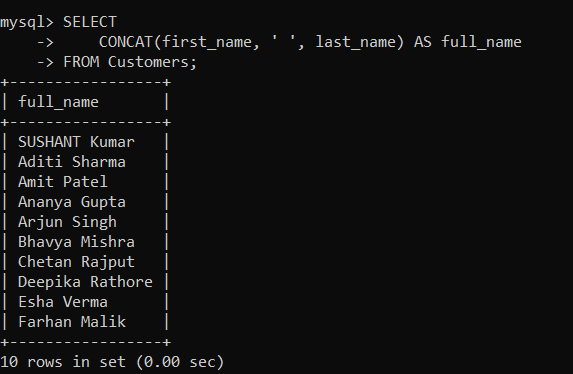 mysql> SELECT
    ->     CONCAT(first_name, ' ', last_name) AS full_name
    -> FROM Customers;
+-----------------+
| full_name       |
+-----------------+
| SUSHANT Kumar   |
| Aditi Sharma    |
| Amit Patel      |
| Ananya Gupta    |
| Arjun Singh     |
| Bhavya Mishra   |
| Chetan Rajput   |
| Deepika Rathore |
| Esha Verma      |
| Farhan Malik    |
+-----------------+
10 rows in set (0.00 sec)